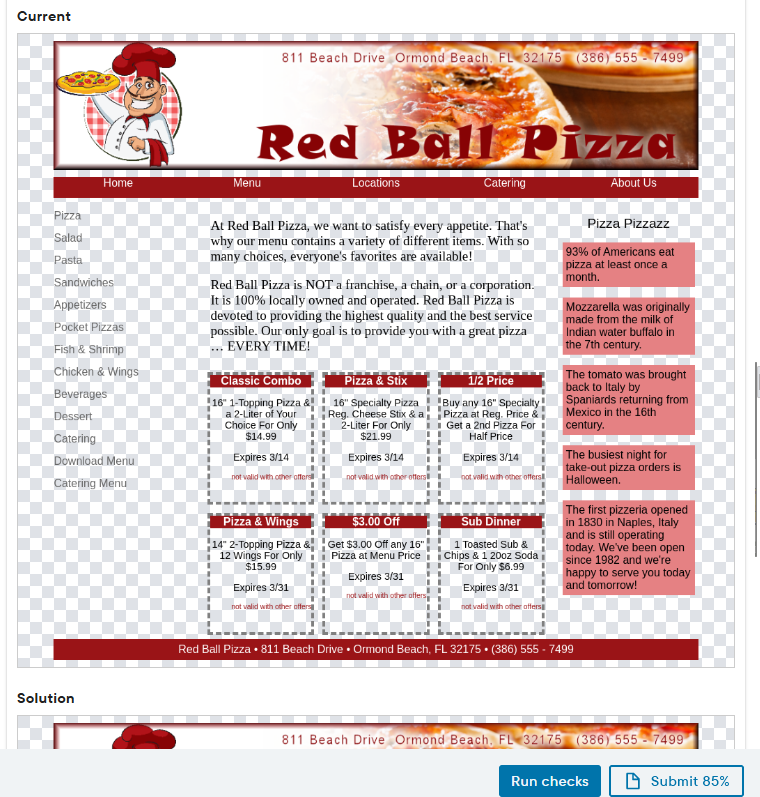 Current
811 Beach Drive Ormond Beach, FL 32175 (386) 555 - 7499
Red Ball Pizza
Home Menu Locations Catering About Us
Pizza
Salad
Pasta
Sandwiches
Appetizers
Pocket Pizzas
Fish & Shrimp
Chicken & Wings
Beverages
Dessert
Catering
Download Menu
Catering Menu
At Red Ball Pizza, we want to satisfy every appetite. That's
why our menu contains a variety of different items. With so
many choices, everyone's favorites are available!
Red Ball Pizza is NOT a franchise, a chain, or a corporation.
It is 100% locally owned and operated. Red Ball Pizza is
devoted to providing the highest quality and the best service
possible. Our only goal is to provide you with a great pizza
… EVERY TIME!
Classic Combo
16" 1-Topping Pizza &
a 2-Liter of Your
Choice For Only
$14.99
Expires 3/14
not valid with other offers
Pizza & Stix
16" Specialty Pizza
Reg. Cheese Stix & a
2-Liter For Only
$21.99
Expires 3/14
not valid with other offers
1/2 Price
Buy any 16" Specialty
Pizza at Reg. Price &
Get a 2nd Pizza For
Half Price
Expires 3/14
not valid with other offers
Pizza & Wings
14" 2-Topping Pizza &
12 Wings For Only
$15.99
Expires 3/31
not valid with other offers
$3.00 Off
Get $3.00 Off any 16"
Pizza at Menu Price
Expires 3/31
not valid with other offers
Sub Dinner
1 Toasted Sub &
Chips & 1 20oz Soda
For Only $6.99
Expires 3/31
not valid with other offers
Pizza Pizzazz
93% of Americans eat
pizza at least once a
month.
Mozzarella was originally
made from the milk of
Indian water buffalo in
the 7th century.
The tomato was brought
back to Italy by
Spaniards returning from
Mexico in the 16th
century.
The busiest night for
take-out pizza orders is
Halloween.
The first pizzeria opened
in 1830 in Naples, Italy
and is still operating
today. We've been open
since 1982 and we're
happy to serve you today
and tomorrow!
Red Ball Pizza • 811 Beach Drive • Ormond Beach, FL 32175 • (386) 555 - 7499
Solution
811 Beach Drive Ormond Beach, FL 32175 (386) 555 - 7499
Run checks
Submit 85%